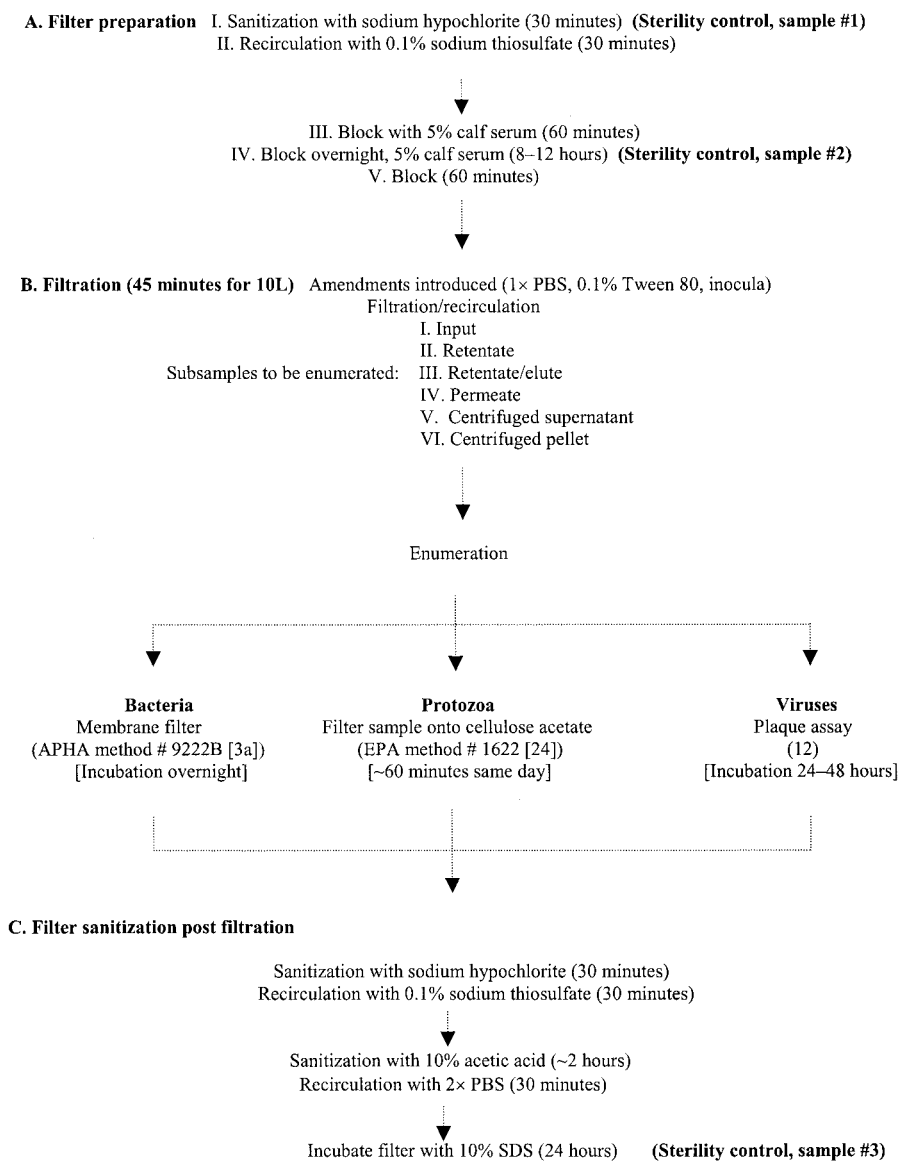 A. Filter preparation I. Sanitization with sodium hypochlorite (30 minutes) (Sterility control, sample #1)
II. Recirculation with 0.1% sodium thiosulfate (30 minutes)
III. Block with 5% calf serum (60 minutes)
IV. Block overnight, 5% calf serum (8–12 hours) (Sterility control, sample #2)
V. Block (60 minutes)
B. Filtration (45 minutes for 10L) Amendments introduced (1× PBS, 0.1% Tween 80, inocula)
Filtration/recirculation
I. Input
II. Retentate
Subsamples to be enumerated: III. Retentate/elute
IV. Permeate
V. Centrifuged supernatant
VI. Centrifuged pellet
Enumeration
Bacteria
Membrane filter
(APHA method # 9222B [3a])
[Incubation overnight]
Protozoa
Filter sample onto cellulose acetate
(EPA method # 1622 [24])
[~60 minutes same day]
Viruses
Plaque assay
(12)
[Incubation 24–48 hours]
C. Filter sanitization post filtration
Sanitization with sodium hypochlorite (30 minutes)
Recirculation with 0.1% sodium thiosulfate (30 minutes)
Sanitization with 10% acetic acid (~2 hours)
Recirculation with 2× PBS (30 minutes)
Incubate filter with 10% SDS (24 hours) (Sterility control, sample #3)